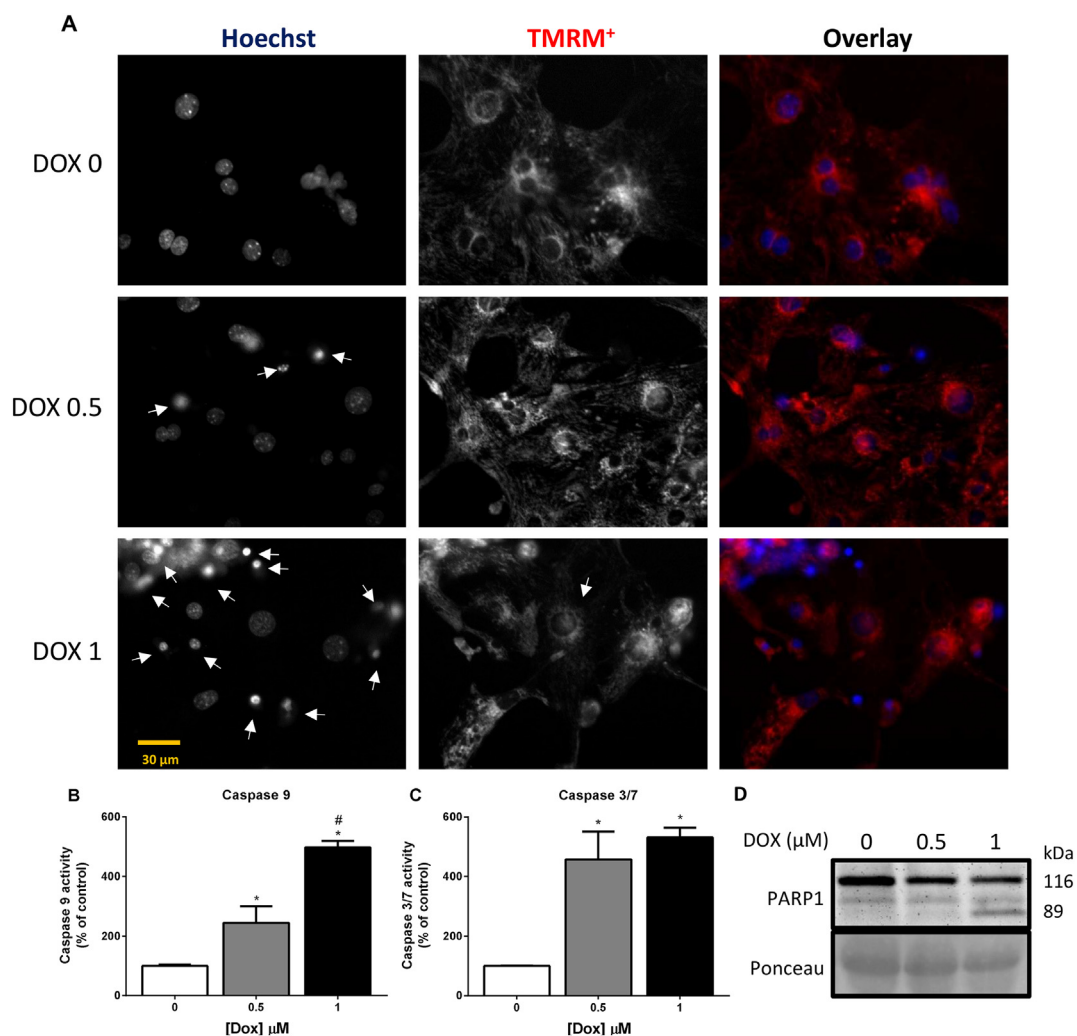 A
Hoechst TMRM+ Overlay
DOX 0
DOX 0.5
DOX 1
30 µm
B
Caspase 9
Caspase 9 activity
(% of control)
600
400
200
0
*
#
*
0 0.5 1
[Dox] µM
C
Caspase 3/7
Caspase 3/7 activity
(% of control)
600
400
200
0
*
*
0 0.5 1
[Dox] µM
D
DOX (µM) 0 0.5 1
kDa
PARP1
116
89
Ponceau